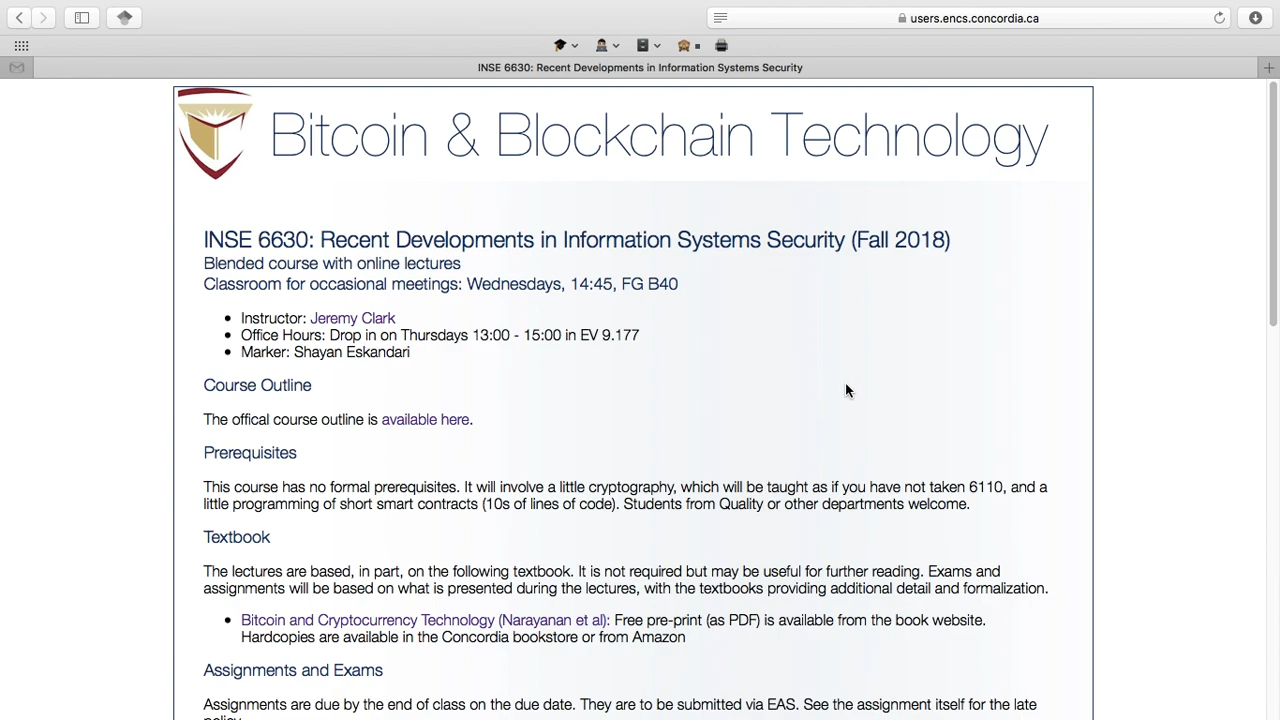 users.encs.concordia.ca
INSE 6630: Recent Developments in Information Systems Security
Bitcoin & Blockchain Technology
INSE 6630: Recent Developments in Information Systems Security (Fall 2018)
Blended course with online lectures
Classroom for occasional meetings: Wednesdays, 14:45, FG B40
Instructor: Jeremy Clark
Office Hours: Drop in on Thursdays 13:00 - 15:00 in EV 9.177
Marker: Shayan Eskandari
Course Outline
The offical course outline is available here.
Prerequisites
This course has no formal prerequisites. It will involve a little cryptography, which will be taught as if you have not taken 6110, and a
little programming of short smart contracts (10s of lines of code). Students from Quality or other departments welcome.
Textbook
The lectures are based, in part, on the following textbook. It is not required but may be useful for further reading. Exams and
assignments will be based on what is presented during the lectures, with the textbooks providing additional detail and formalization.
Bitcoin and Cryptocurrency Technology (Narayanan et al): Free pre-print (as PDF) is available from the book website.
Hardcopies are available in the Concordia bookstore or from Amazon
Assignments and Exams
Assignments are due by the end of class on the due date. They are to be submitted via EAS. See the assignment itself for the late
policy.